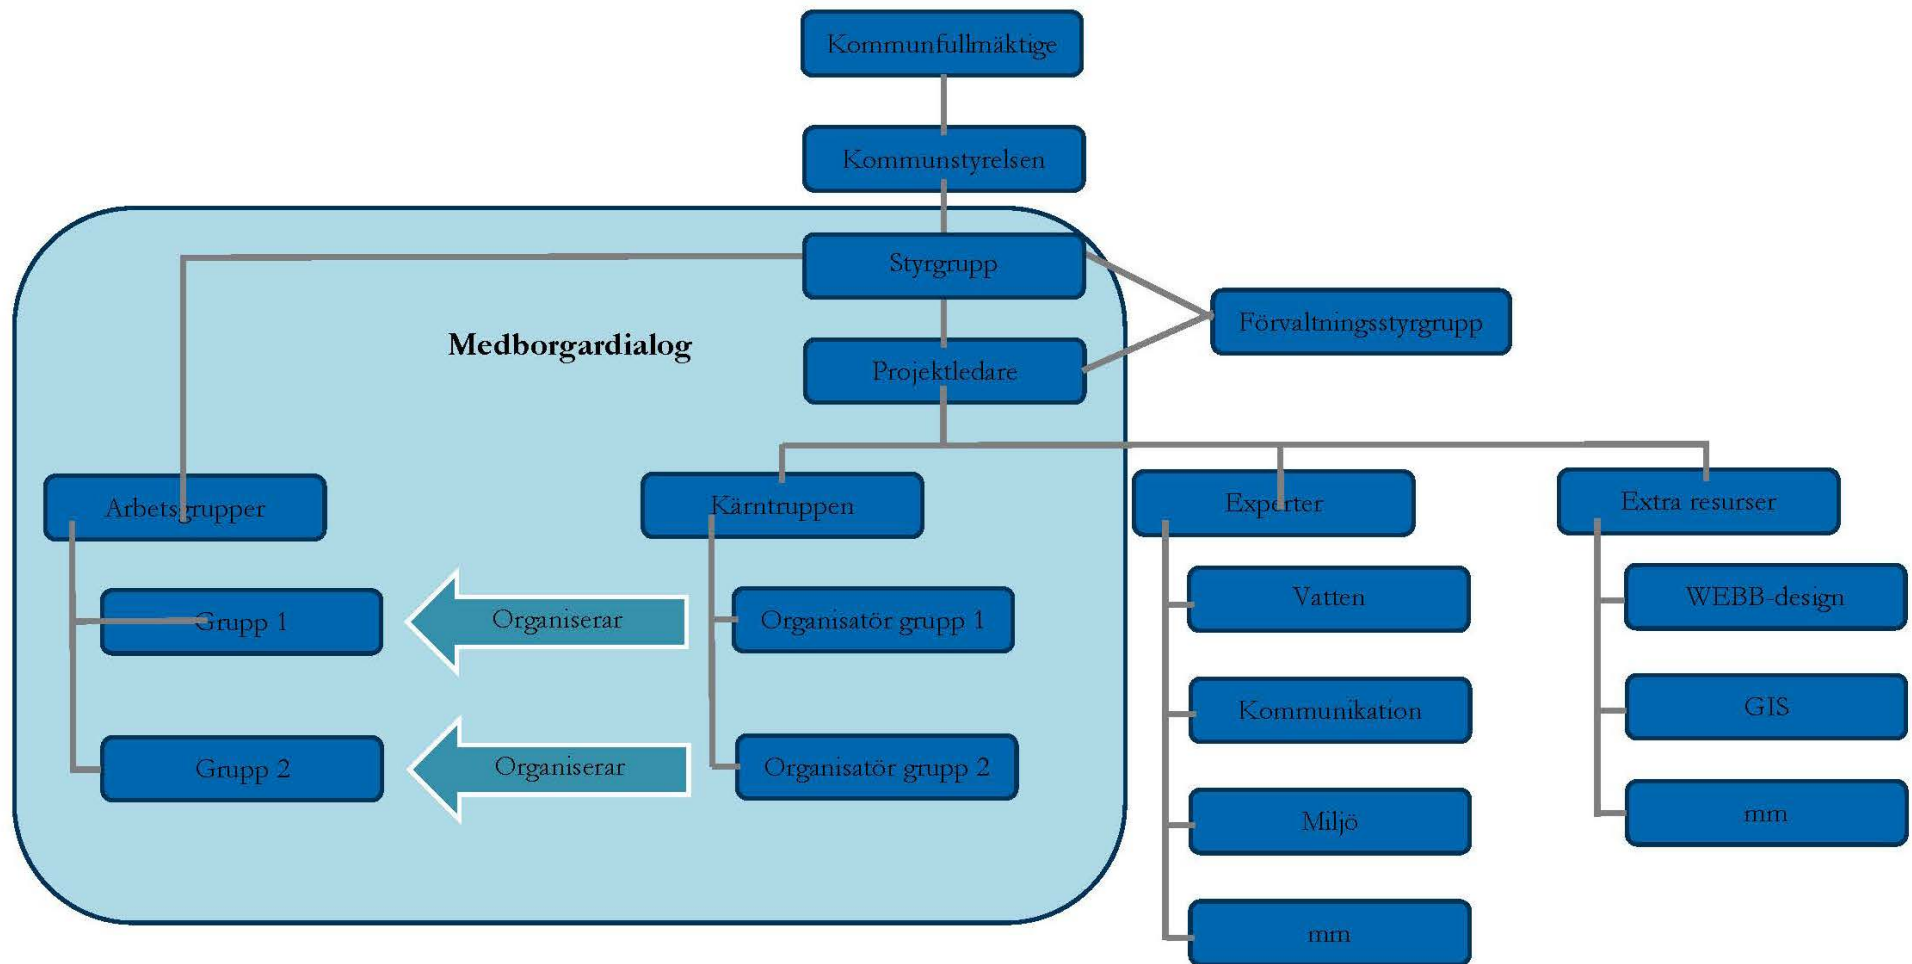 Kommunfullmäktige
Kommunstyrelsen
Styrgrupp
Förvaltningsstyrgrupp
Medborgardialog
Projektledare
Arbetsgrupper
Kärntruppen
Experter
Extra resurser
Grupp 1
Organiserar
Organisatör grupp 1
Vatten
WEBB-design
Kommunikation
GIS
Grupp 2
Organiserar
Organisatör grupp 2
Miljö
mm
mm